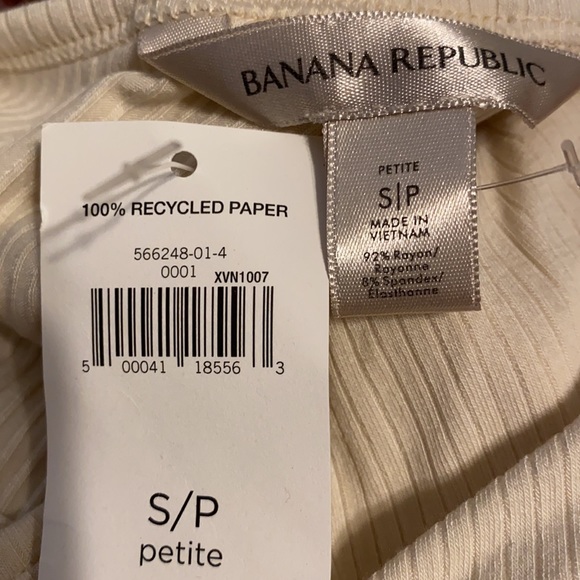 BANANA REPUBLIC
PETITE
S|P
MADE IN
VIETNAM
92% Rayon/
Rayonne
8% Spandex/
Élasthanne
100% RECYCLED PAPER
566248-01-4
0001 XVN1007
5 00041 18556 3
S/P
petite